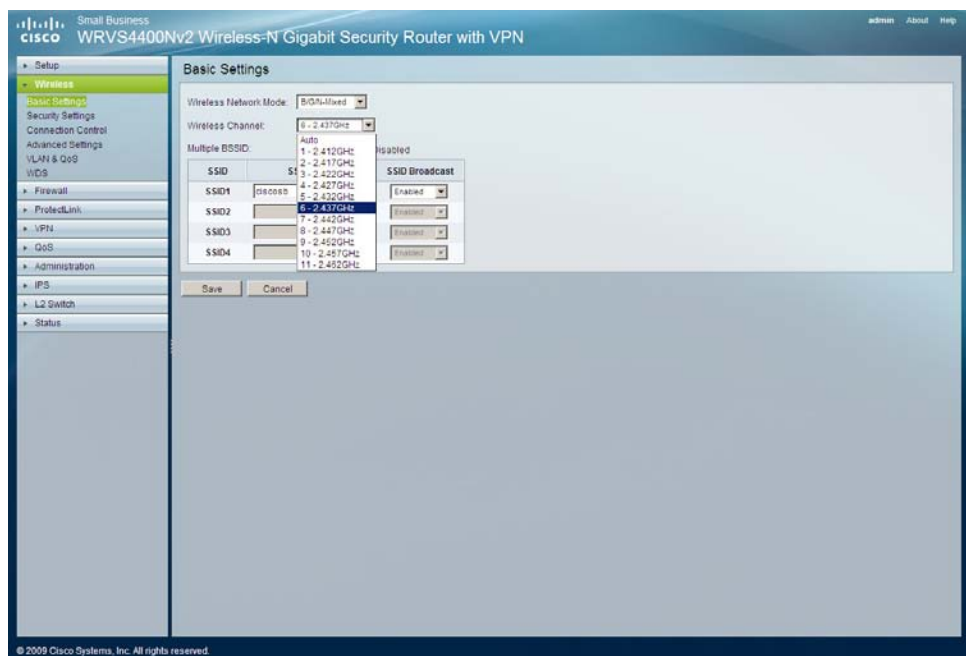 Small Business
cisco WRVS4400Nv2 Wireless-N Gigabit Security Router with VPN
admin About Help
Setup
Wireless
Basic Settings
Security Settings
Connection Control
Advanced Settings
VLAN & QoS
WDS
Firewall
ProtectLink
VPN
QoS
Administration
IPS
L2 Switch
Status
Basic Settings
Wireless Network Mode: B/G/N-Mixed
Wireless Channel: 6 - 2.437GHz
Auto
1 - 2.412GHz
2 - 2.417GHz
3 - 2.422GHz
4 - 2.427GHz
5 - 2.432GHz
6 - 2.437GHz
7 - 2.442GHz
8 - 2.447GHz
9 - 2.452GHz
10 - 2.457GHz
11 - 2.462GHz
Multiple BSSID: isabled
SSID S SSID Broadcast
SSID1 ciscosb Enabled
SSID2 Enabled
SSID3 Enabled
SSID4 Enabled
Save Cancel
© 2009 Cisco Systems, Inc. All rights reserved.